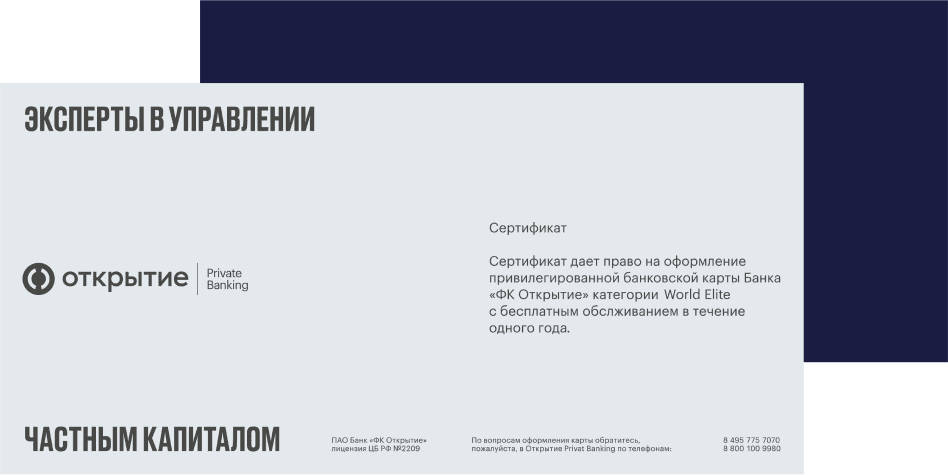 ЭКСПЕРТЫ В УПРАВЛЕНИИ
Сертификат
Сертификат дает право на оформление
привилегированной банковской карты Банка
«ФК Открытие» категории World Elite
с бесплатным обслживанием в течение
одного года.
открытие
Private
Banking
ЧАСТНЫМ КАПИТАЛОМ
ПАО Банк «ФК Открытие»
лицензия ЦБ РФ №2209
По вопросам оформления карты обратитесь,
пожалуйста, в Открытие Privat Banking по телефонам:
8 495 775 7070
8 800 100 9980